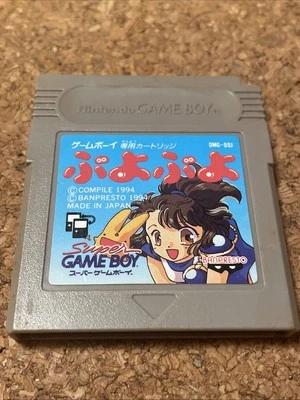 Nintendo GAME BOY
ゲームボーイ 専用カートリッジ
ぷよぷよ
©COMPILE 1994
©BANPRESTO 1994
MADE IN JAPAN
Super
GAME BOY
スーパーゲームボーイ
BANPRESTO